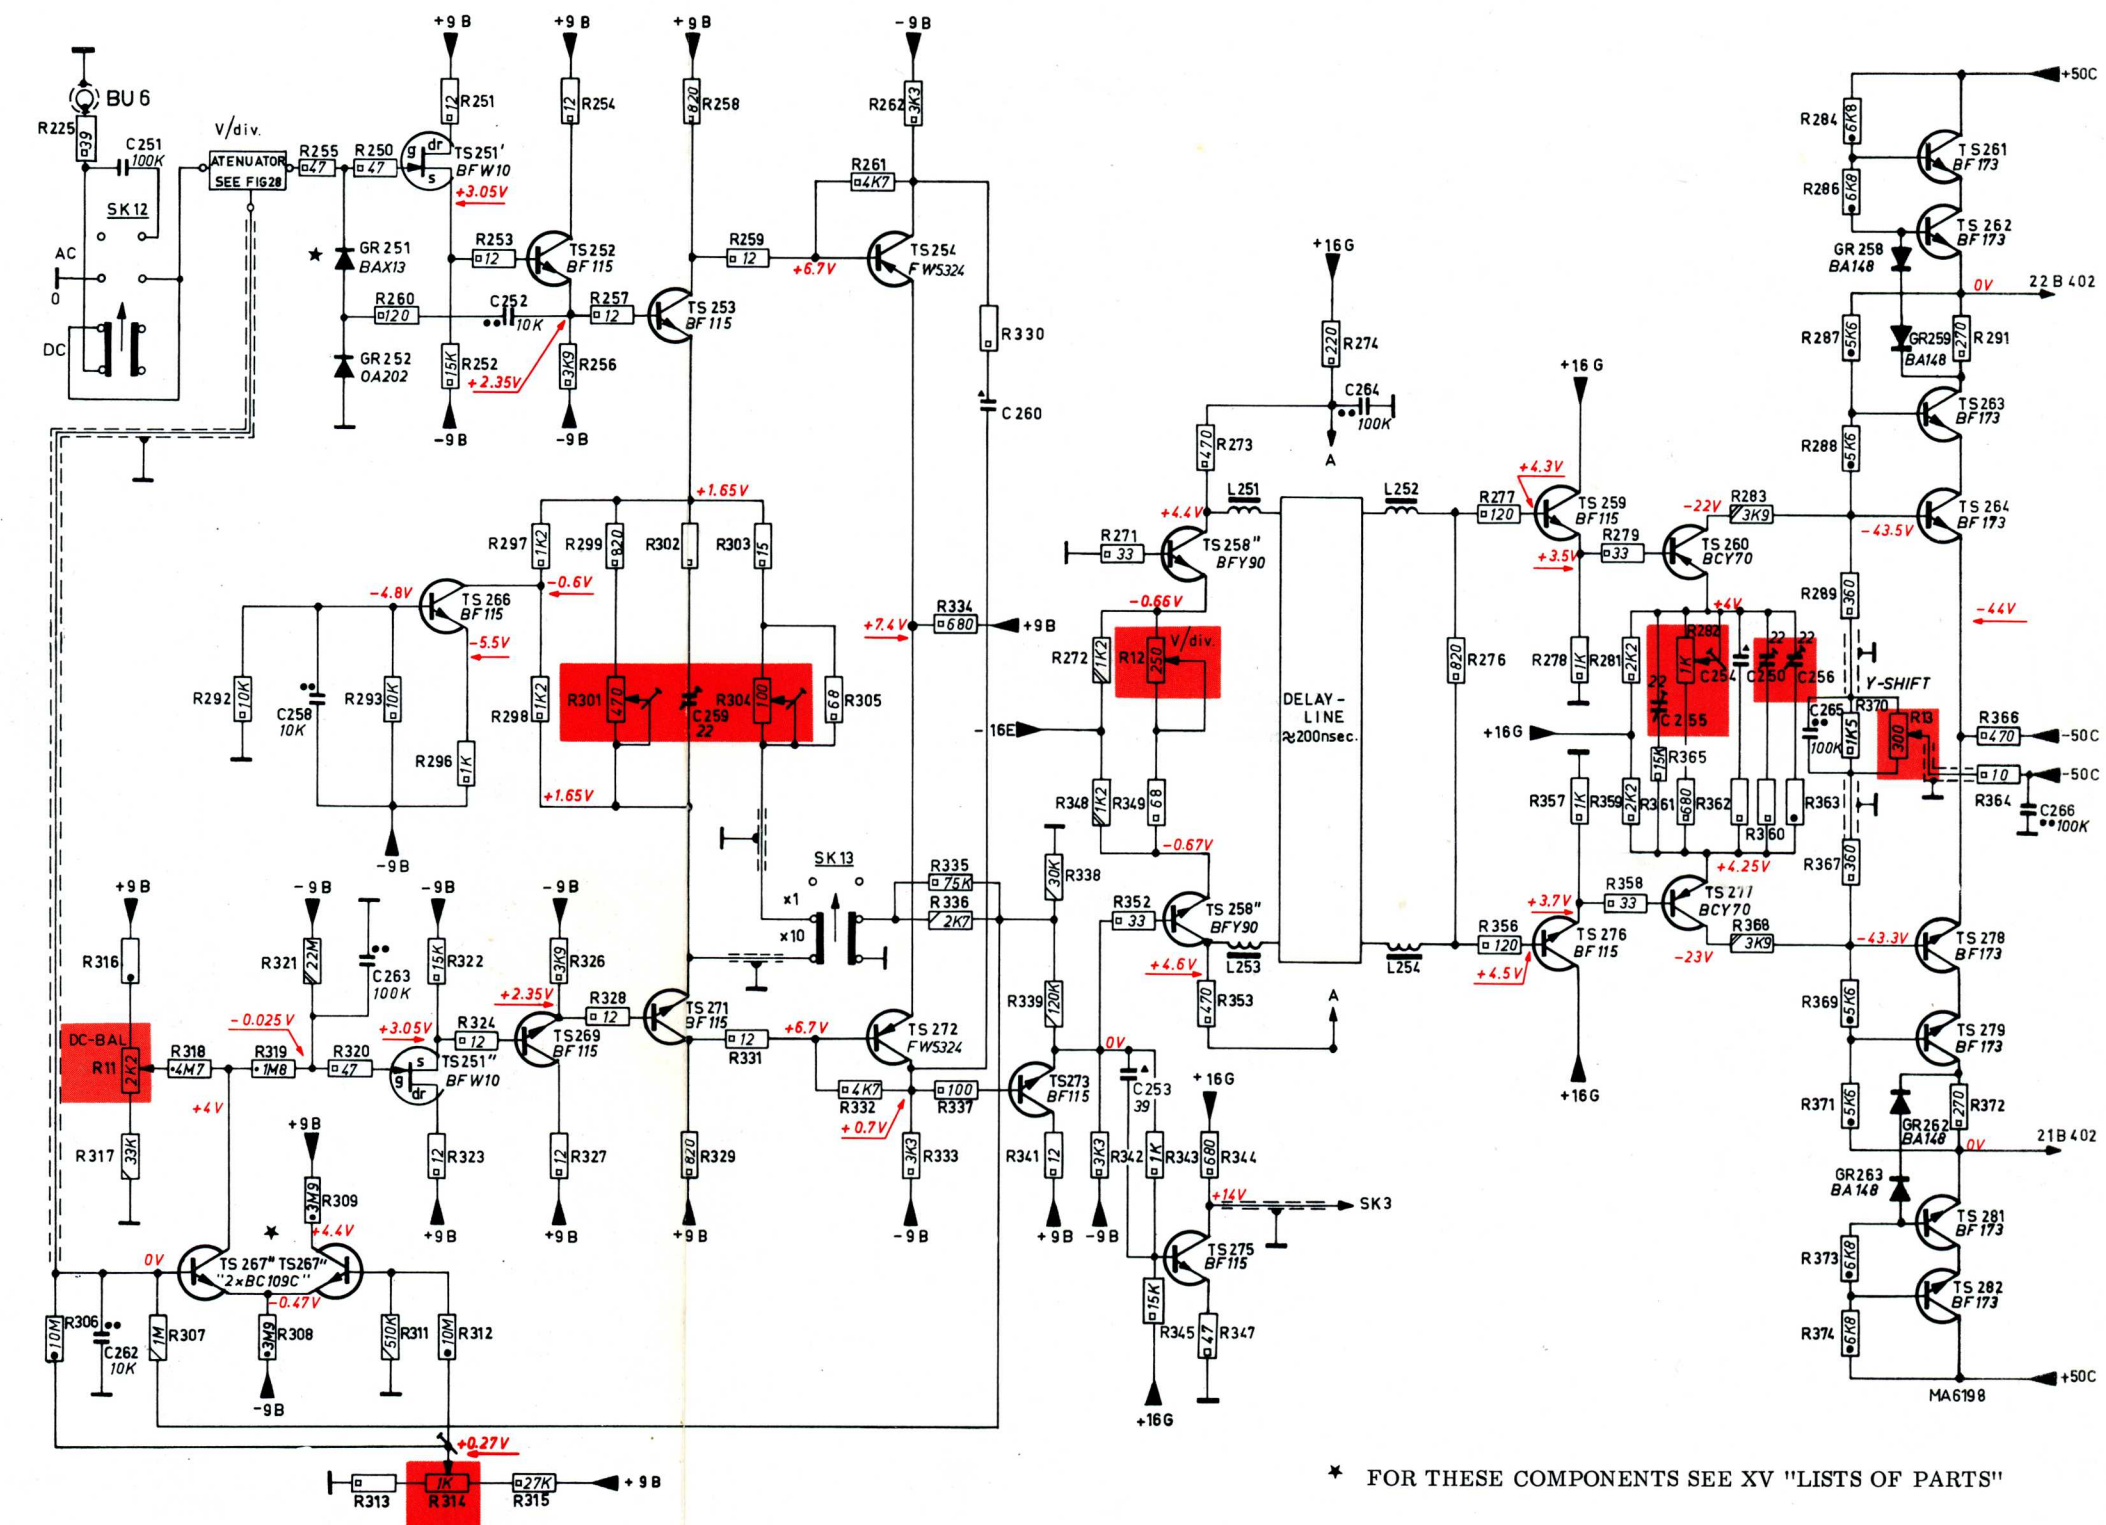 +9 B
+9 B
+9 B
-9 B
BU 6
R225
39
C251
100K
SK12
AC
0
DC
V/div.
ATENUATOR
SEE FIG28
R255
47
R250
47
12
R251
g
dr
s
TS251'
BFW10
+3.05V
12
R254
820
R258
R262
3K3
GR251
BAX13
R253
12
TS252
BF115
R259
12
R261
4K7
+6.7V
TS254
FW5324
R260
120
C252
10K
R257
12
TS 253
BF115
GR252
OA202
15K
R252
+2.35V
3K9
R256
-9B
-9B
R330
C260
+1.65V
R297
1K2
R299
820
R302
R303
15
-4.8V
TS266
BF115
-0.6V
-5.5V
R292
10K
C258
10K
R293
10K
R296
1K
R298
1K2
R301
470
C259
22
R304
100
R305
68
+1.65V
-9B
+7.4V
R334
680
+9B
SK13
x1
x10
R335
75K
R336
2K7
30K
R338
R339
120K
+9B
R316
DC-BAL
R11
2K2
R317
33K
R318
4M7
R319
1M8
-9B
R321
22M
C263
100K
-0.025V
R320
47
-9B
15K
R322
+3.05V
R324
12
s
g
dr
TS251"
BFW10
12
R323
+9B
-9B
3K9
R326
+2.35V
R328
12
TS269
BF115
12
R327
+9B
TS271
BF115
12
R331
820
R329
+9B
+6.7V
TS272
FW5324
4K7
R332
+0.7V
100
R337
3K3
R333
-9B
TS273
BF115
R341
12
+9B
+4V
+9B
3M9
R309
+4.4V
0V
TS267" TS267"
"2xBC109C"
-0.47V
10M
R306
C262
10K
1M
R307
3M9
R308
-9B
510K
R311
10M
R312
+0.27V
R313
1K
R314
27K
R315
+9B
+16G
220
R274
C264
100K
A
470
R273
L251
+4.4V
R271
33
TS258"
BFY90
-0.66V
R272
1K2
R12
250
V/div.
-16E
R348
1K2
R349
68
-0.67V
R352
33
TS258"
BFY90
L253
+4.6V
470
R353
A
0V
C253
39
3K3
R342
-9B
1K
R343
+16G
680
R344
+14V
SK3
TS275
BF115
15K
R345
+16G
47
R347
DELAY-
LINE
≈200nsec.
L252
L254
820
R276
R277
120
+4.3V
+16G
TS259
BF115
+3.5V
R279
33
-22V
TS260
BCY70
R283
3K9
R278
1K
R281
2K2
+4V
R282
1K
22
C255
C254
22
C250
22
C256
+16G
15K
R365
R357
1K
R359
2K2
R361
680
R362
R360
R363
+4.25V
+3.7V
R358
33
TS277
BCY70
R356
120
+4.5V
TS276
BF115
R368
3K9
-23V
+16G
+50C
R284
6K8
R286
6K8
TS261
BF173
TS262
BF173
GR258
BA148
0V
22B402
R287
5K6
GR259
BA148
270
R291
TS263
BF173
R288
5K6
TS264
BF173
-43.5V
R289
360
-44V
Y-SHIFT
C265
100K
R370
1K5
R13
300
R366
470
-50C
10
R364
-50C
C266
100K
R367
360
-43.3V
TS278
BF173
R369
5K6
TS279
BF173
R371
5K6
GR262
BA148
270
R372
0V
21B402
GR263
BA148
TS281
BF173
R373
6K8
TS282
BF173
R374
6K8
+50C
MA6198
★ FOR THESE COMPONENTS SEE XV "LISTS OF PARTS"